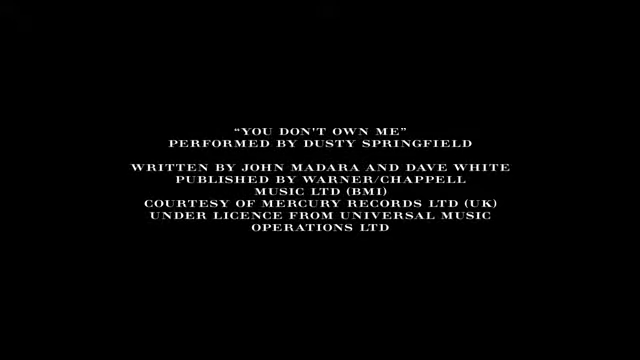 “YOU DON'T OWN ME”
PERFORMED BY DUSTY SPRINGFIELD
WRITTEN BY JOHN MADARA AND DAVE WHITE
PUBLISHED BY WARNER/CHAPPELL
MUSIC LTD (BMI)
COURTESY OF MERCURY RECORDS LTD (UK)
UNDER LICENCE FROM UNIVERSAL MUSIC
OPERATIONS LTD